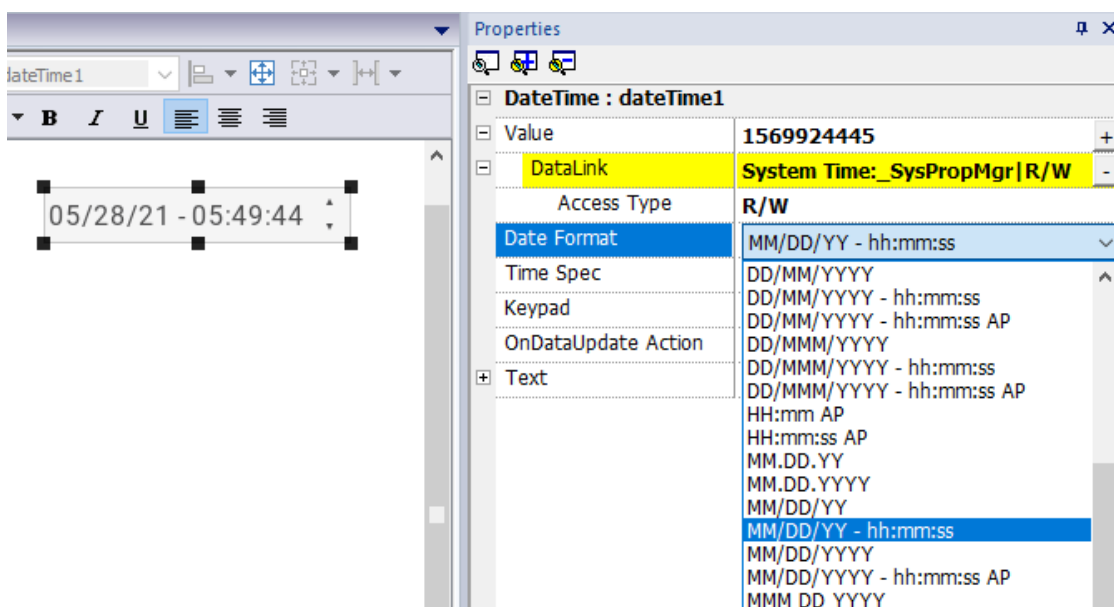 Properties
dateTime1
B I U
DateTime : dateTime1
Value 1569924445 +
DataLink System Time:_SysPropMgr|R/W -
Access Type R/W
05/28/21 - 05:49:44
Date Format MM/DD/YY - hh:mm:ss
Time Spec
Keypad
OnDataUpdate Action
Text
DD/MM/YYYY
DD/MM/YYYY - hh:mm:ss
DD/MM/YYYY - hh:mm:ss AP
DD/MMM/YYYY
DD/MMM/YYYY - hh:mm:ss
DD/MMM/YYYY - hh:mm:ss AP
HH:mm AP
HH:mm:ss AP
MM.DD.YY
MM.DD.YYYY
MM/DD/YY
MM/DD/YY - hh:mm:ss
MM/DD/YYYY
MM/DD/YYYY - hh:mm:ss AP
MMM DD YYYY